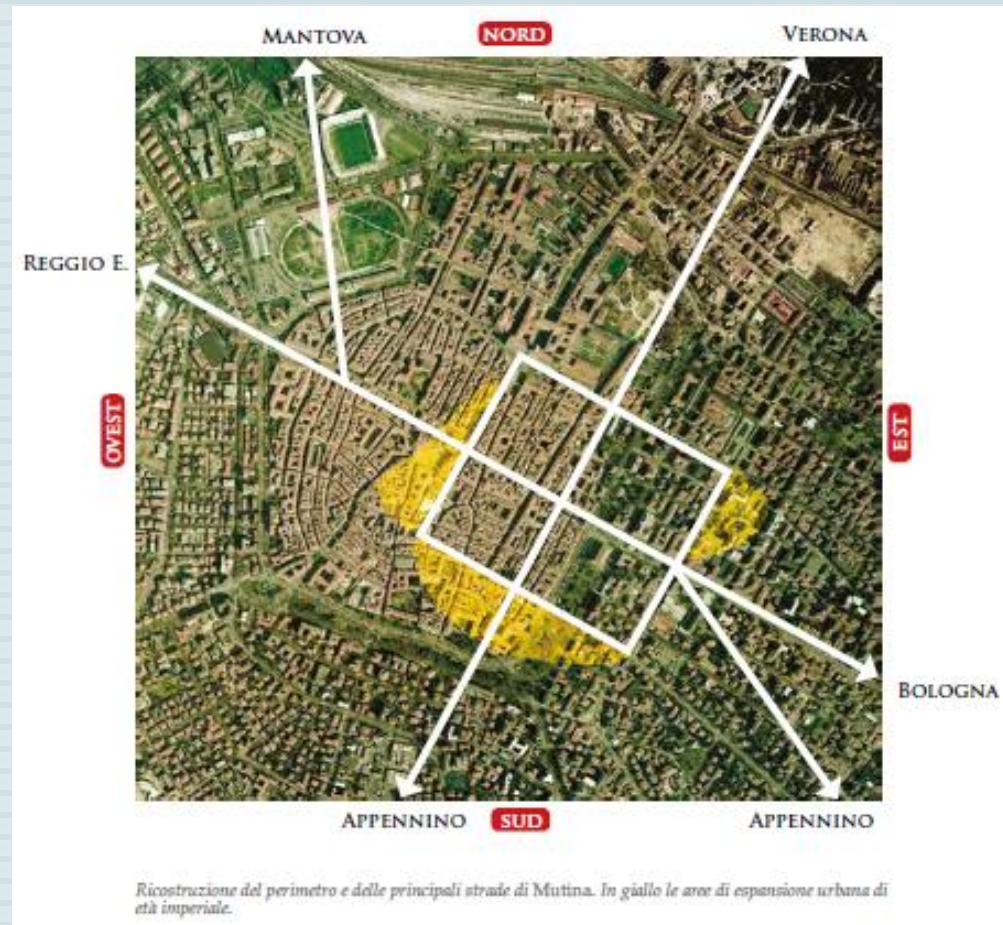 MANTOVA NORD VERONA
REGGIO E.
OVEST EST
BOLOGNA
APPENNINO SUD APPENNINO
Ricostruzione del perimetro e delle principali strade di Mutina. In giallo le aree di espansione urbana di
età imperiale.